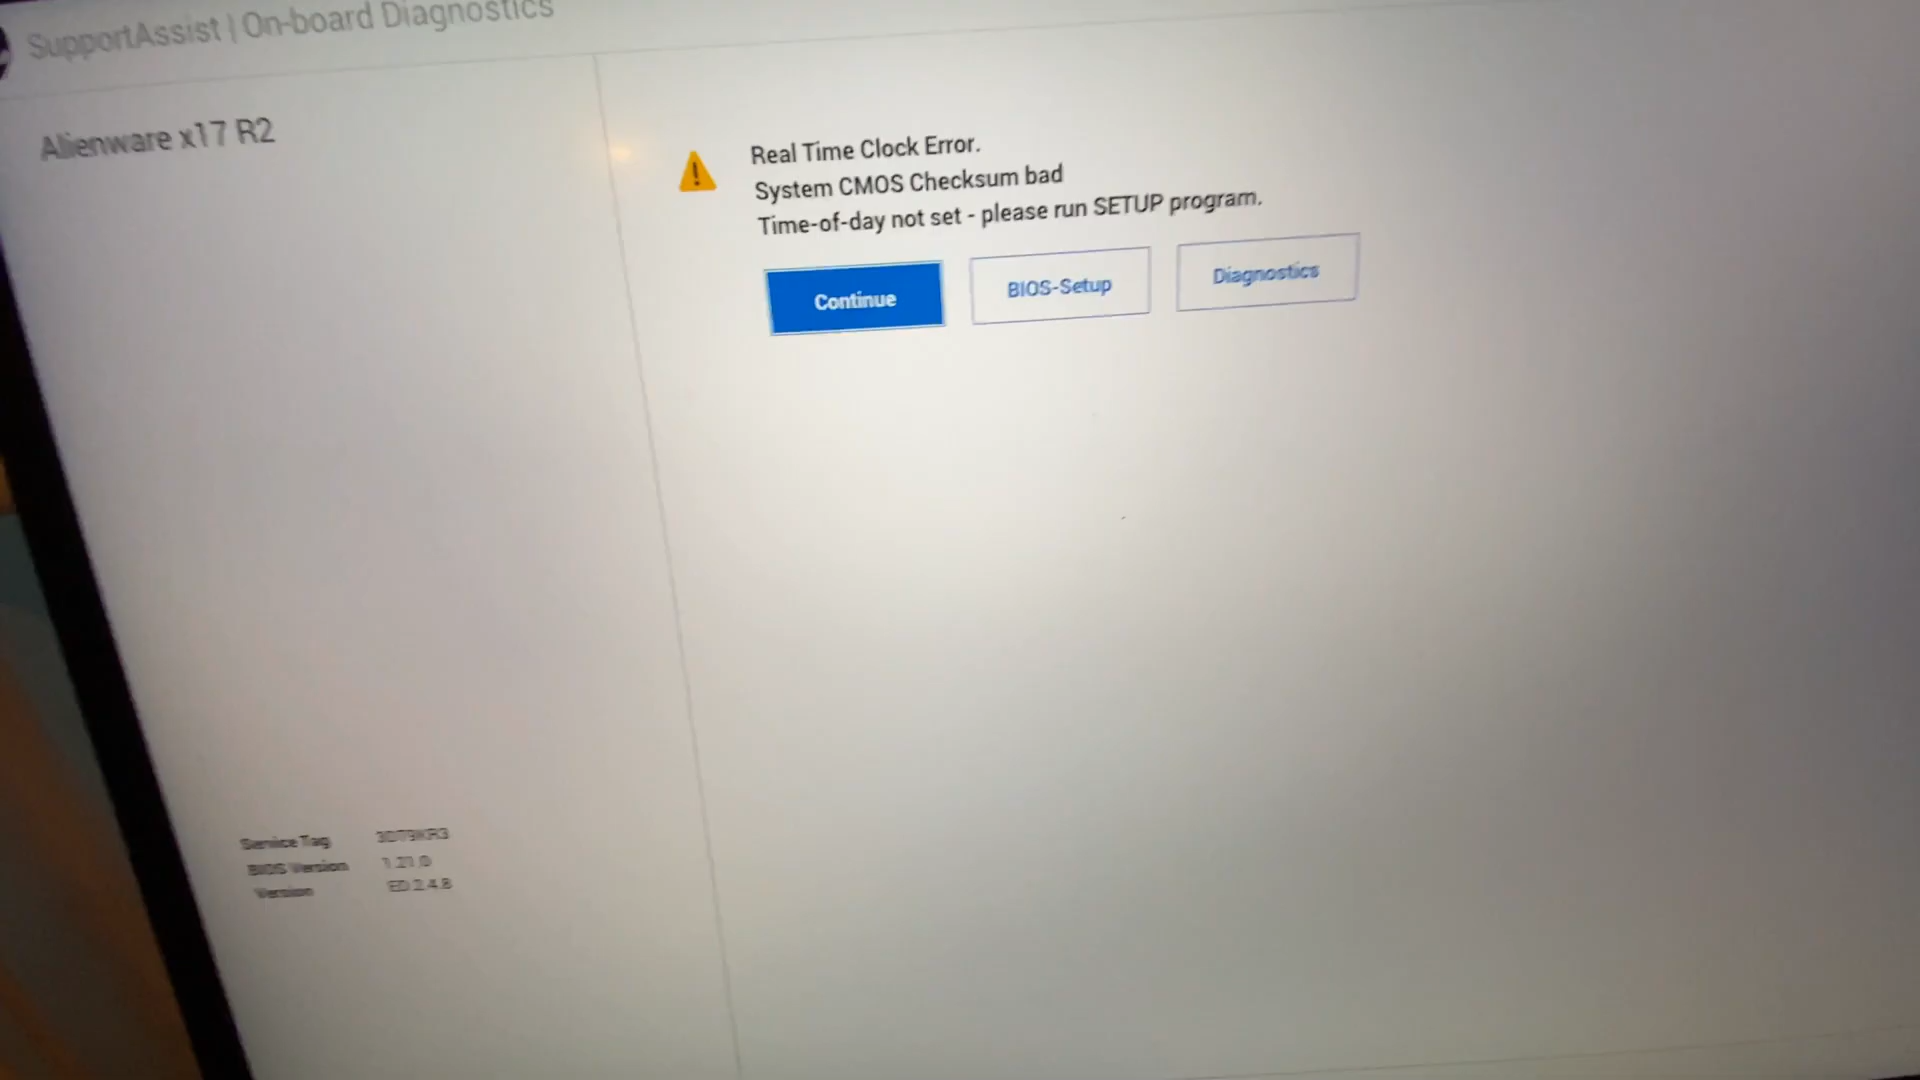 SupportAssist | On-board Diagnostics
Alienware x17 R2
Real Time Clock Error.
System CMOS Checksum bad
Time-of-day not set - please run SETUP program.
Continue
BIOS-Setup
Diagnostics
Service Tag
BIOS Version
Version